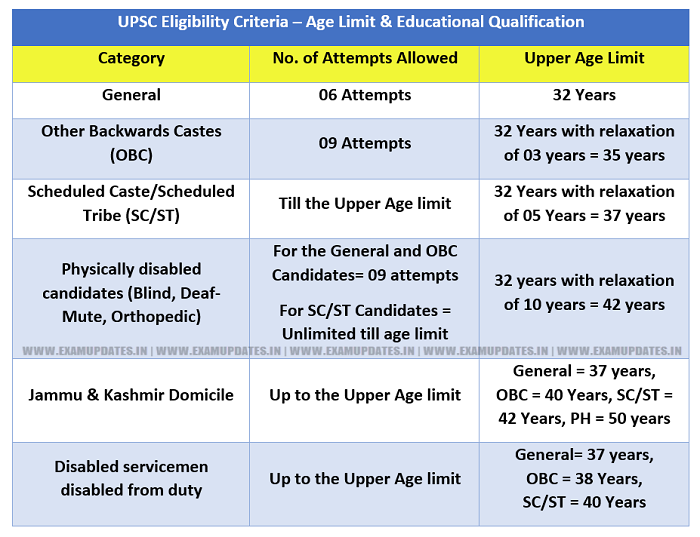 UPSC Eligibility Criteria – Age Limit & Educational Qualification
Category
No. of Attempts Allowed
Upper Age Limit
General
06 Attempts
32 Years
Other Backwards Castes
(OBC)
09 Attempts
32 Years with relaxation
of 03 years = 35 years
Scheduled Caste/Scheduled
Tribe (SC/ST)
Till the Upper Age limit
32 Years with relaxation
of 05 Years = 37 years
Physically disabled
candidates (Blind, Deaf-
Mute, Orthopedic)
For the General and OBC
Candidates= 09 attempts
For SC/ST Candidates =
Unlimited till age limit
32 years with relaxation
of 10 years = 42 years
WWW.EXAMUPDATES.IN | WWW.EXAMUPDATES.IN | WWW.EXAMUPDATES.IN | WWW.EXAMUPDATES.IN | WWW.EXAMUPDATES.IN
Jammu & Kashmir Domicile
Up to the Upper Age limit
General = 37 years,
OBC = 40 Years, SC/ST =
42 Years, PH = 50 years
Disabled servicemen
disabled from duty
Up to the Upper Age limit
General= 37 years,
OBC = 38 Years,
SC/ST = 40 Years